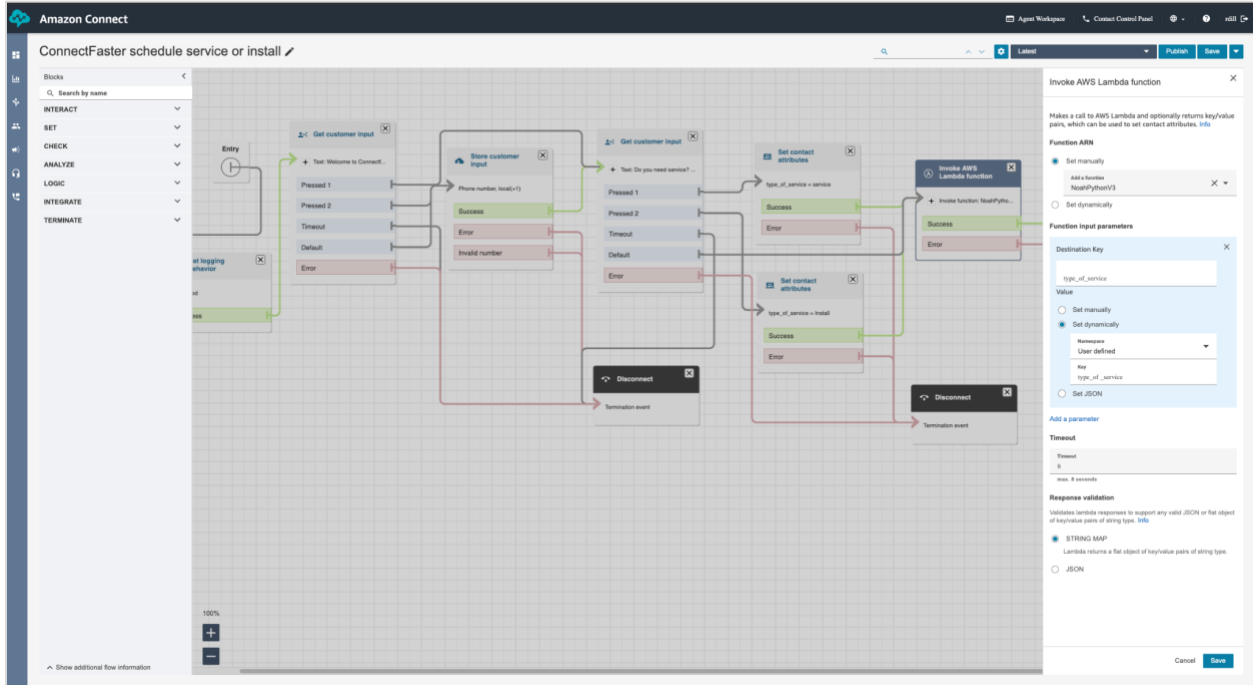 Amazon Connect
Agent Workspace
Contact Control Panel
rdill
ConnectFaster schedule service or install
Latest
Publish
Save
Blocks
Search by name
INTERACT
SET
CHECK
ANALYZE
LOGIC
INTEGRATE
TERMINATE
Show additional flow information
Entry
et logging
ehavior
ed
ess
Get customer input
Text: Welcome to ConnectF...
Pressed 1
Pressed 2
Timeout
Default
Error
Store customer
input
Phone number, local(+1)
Success
Error
Invalid number
Get customer input
Text: Do you need service? ...
Pressed 1
Pressed 2
Timeout
Default
Error
Set contact
attributes
type_of_service = service
Success
Error
Set contact
attributes
type_of_service = install
Success
Error
Disconnect
Termination event
Invoke AWS
Lambda function
Invoke function: NoahPytho...
Success
Error
Disconnect
Termination event
100%
Invoke AWS Lambda function
Makes a call to AWS Lambda and optionally returns key/value
pairs, which can be used to set contact attributes. Info
Function ARN
Set manually
Add a function
NoahPythonV3
Set dynamically
Function input parameters
Destination Key
type_of_service
Value
Set manually
Set dynamically
Namespace
User defined
Key
type_of _service
Set JSON
Add a parameter
Timeout
Timeout
8
max. 8 seconds
Response validation
Validates lambda responses to support any valid JSON or flat object
of key/value pairs of string type. Info
STRING MAP
Lambda returns a flat object of key/value pairs of string type.
JSON
Cancel
Save